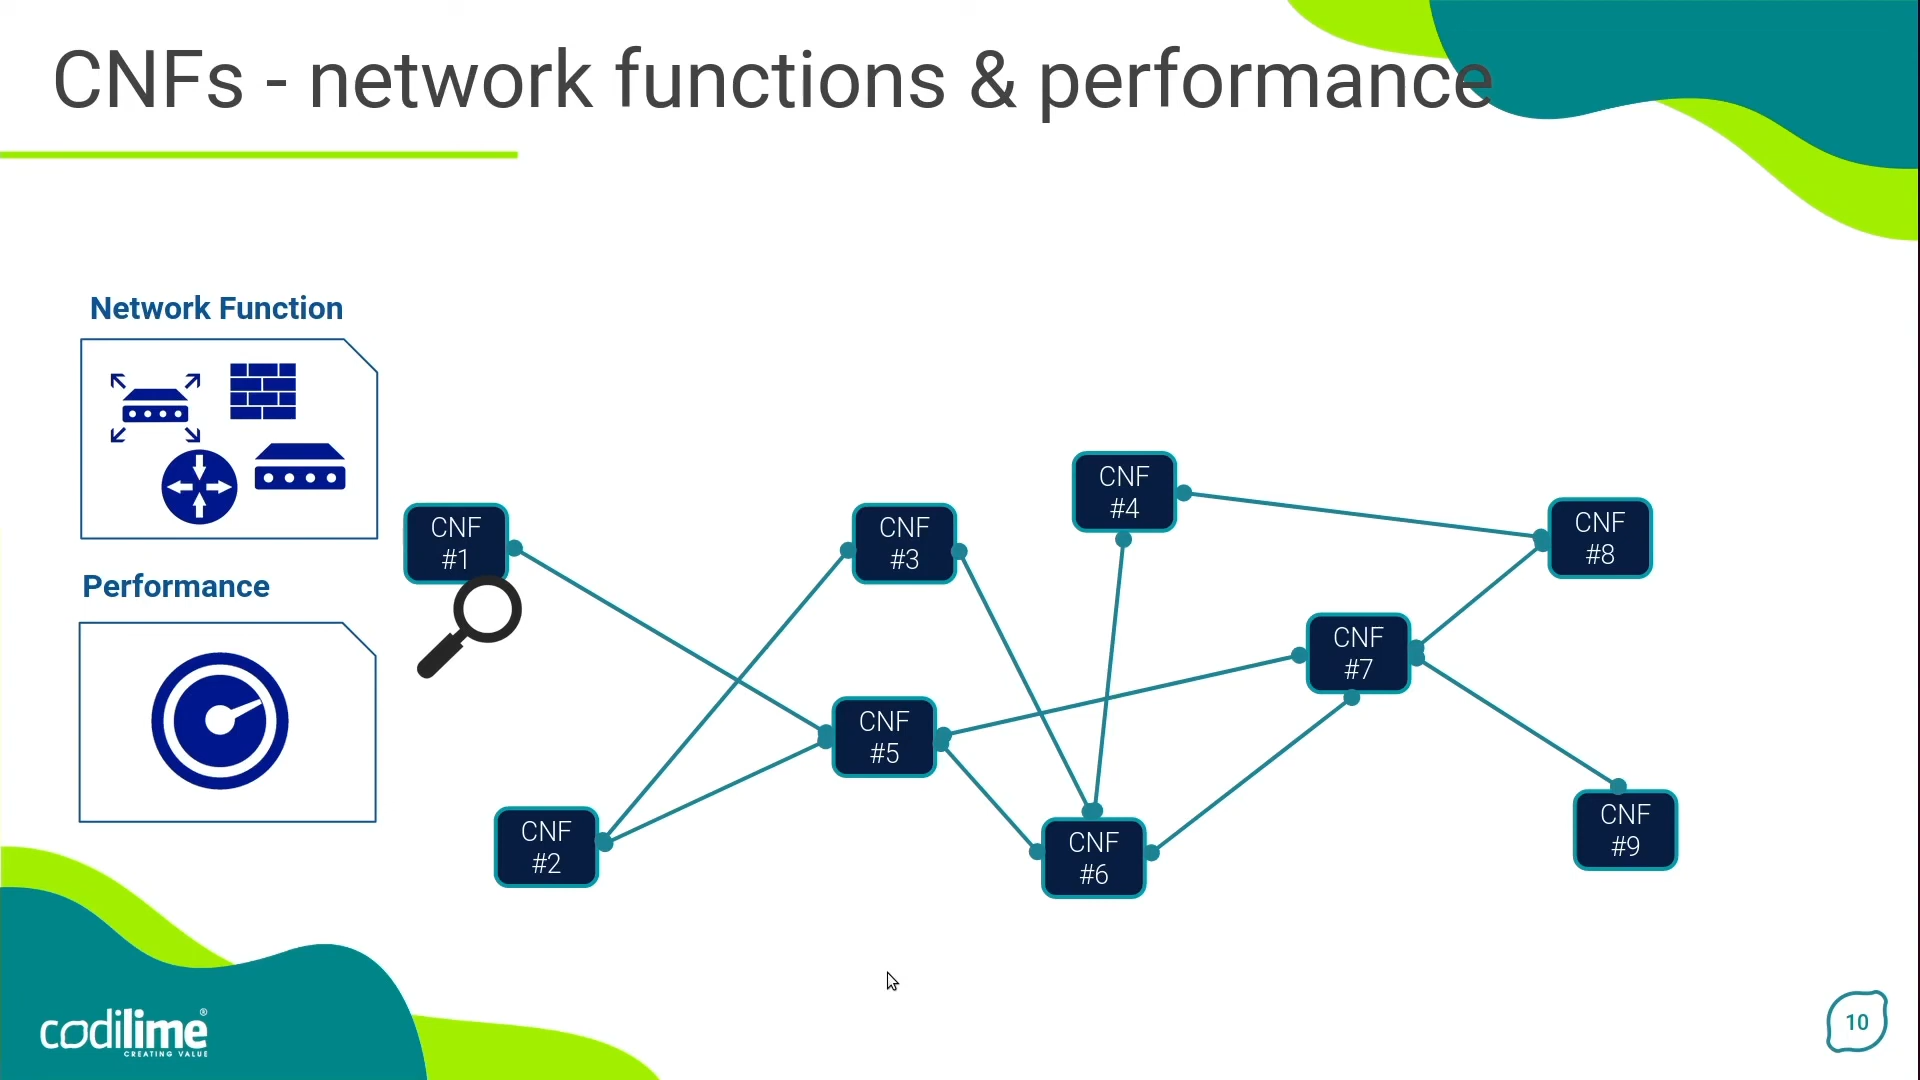 CNFs - network functions & performance
Network Function
Performance
CNF
#1
CNF
#2
CNF
#3
CNF
#4
CNF
#5
CNF
#6
CNF
#7
CNF
#8
CNF
#9
codilime®
CREATING VALUE
10